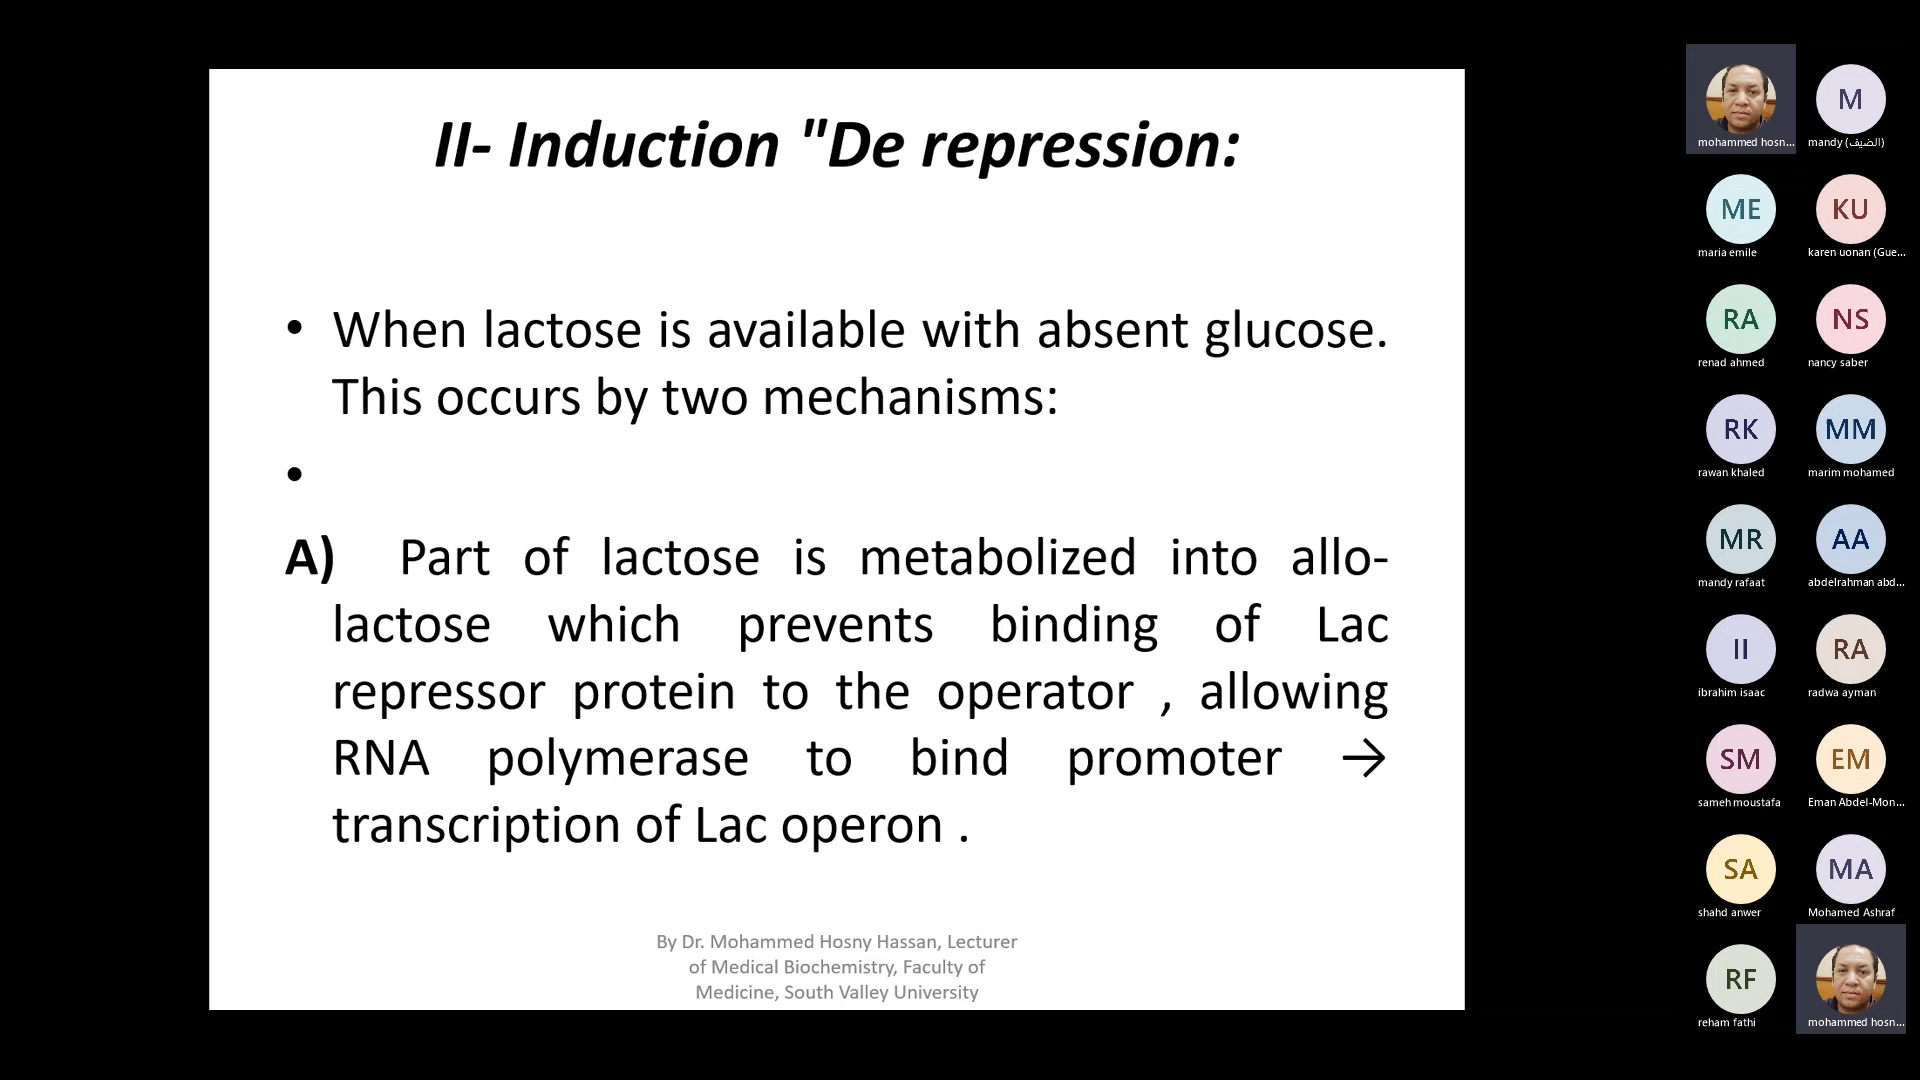 II- Induction "De repression:
• When lactose is available with absent glucose.
This occurs by two mechanisms:
•
A) Part of lactose is metabolized into allo-
lactose which prevents binding of Lac
repressor protein to the operator , allowing
RNA polymerase to bind promoter →
transcription of Lac operon .
By Dr. Mohammed Hosny Hassan, Lecturer
of Medical Biochemistry, Faculty of
Medicine, South Valley University
mohammed hosn...
M
mandy (الضيف)
ME
maria emile
KU
karen uonan (Gue...
RA
renad ahmed
NS
nancy saber
RK
rawan khaled
MM
marim mohamed
MR
mandy rafaat
AA
abdelrahman abd...
II
ibrahim isaac
RA
radwa ayman
SM
sameh moustafa
EM
Eman Abdel-Mon...
SA
shahd anwer
MA
Mohamed Ashraf
RF
reham fathi
mohammed hosn...